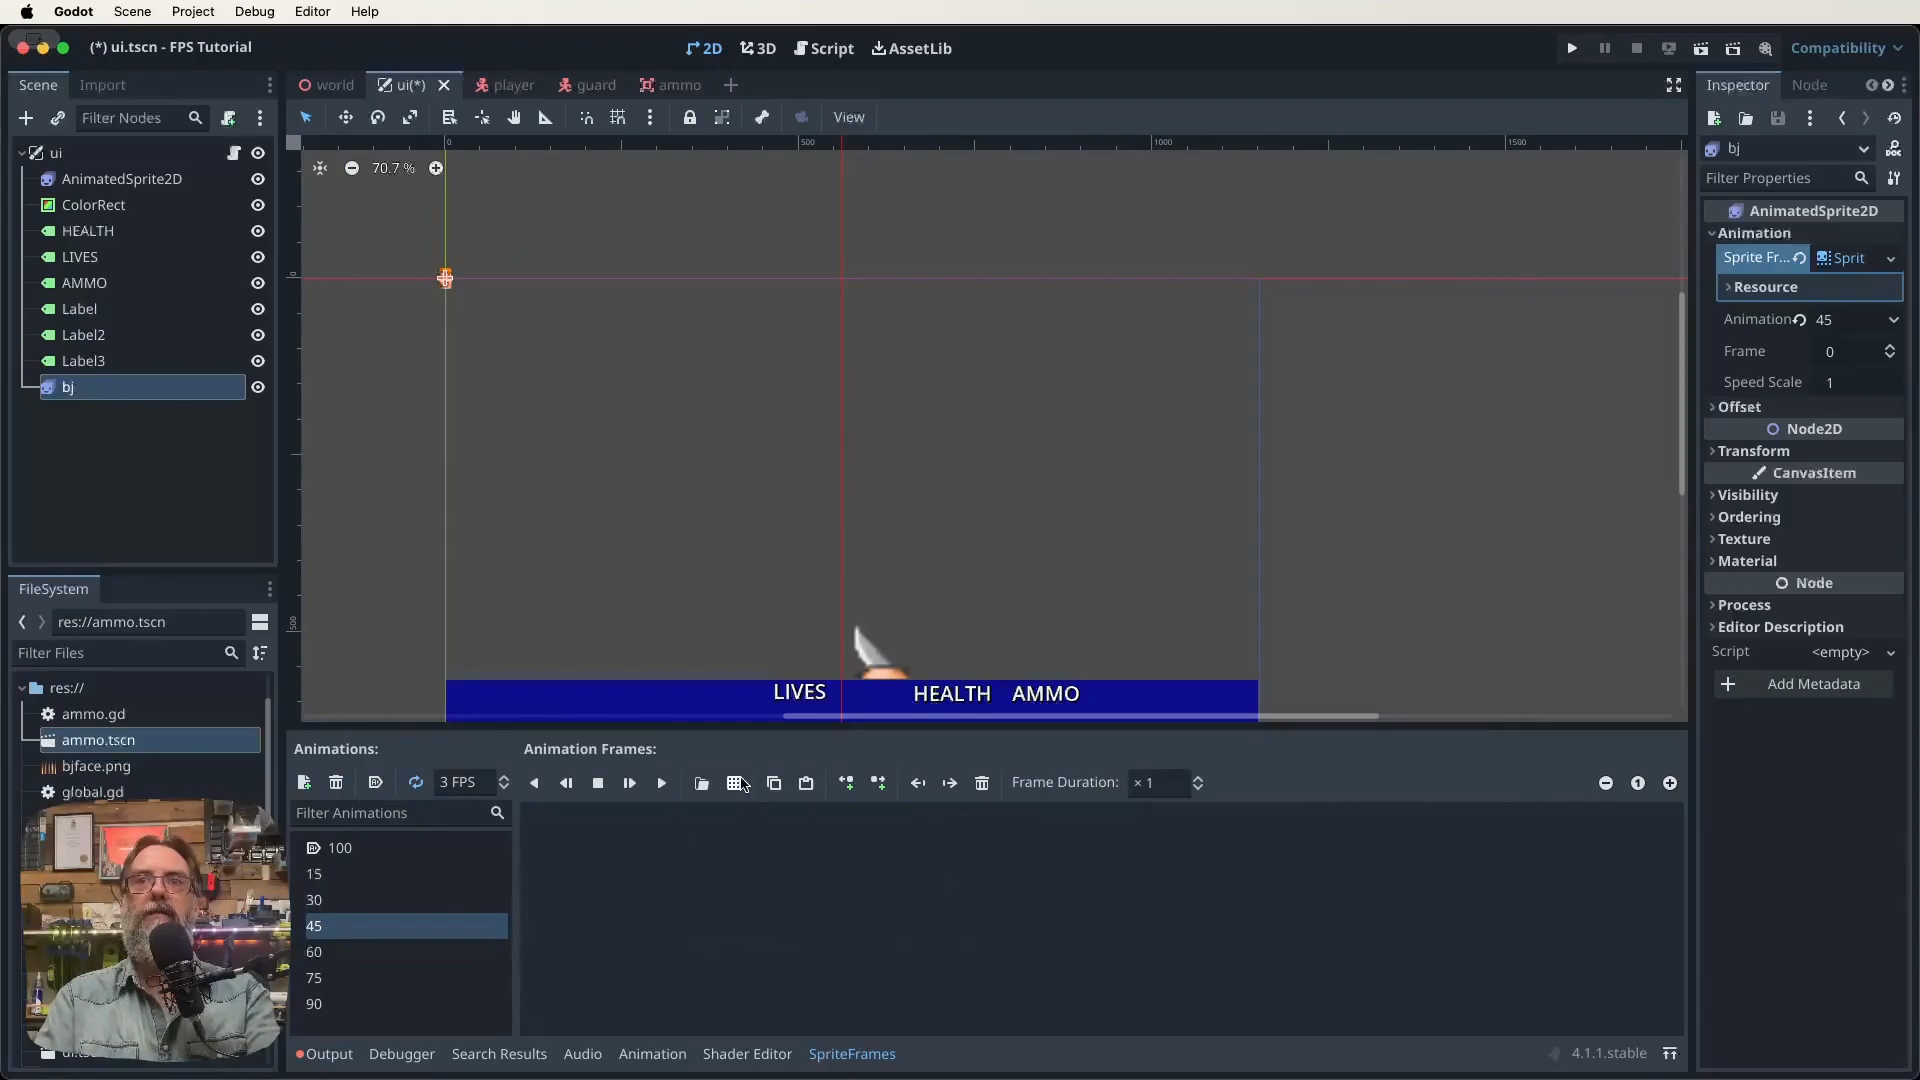 Godot Scene Project Debug Editor Help
(*) ui.tscn - FPS Tutorial
2D 3D Script AssetLib
Compatibility
Scene Import
world ui(*) player guard ammo
Inspector Node
Filter Nodes
View
ui
AnimatedSprite2D
ColorRect
HEALTH
LIVES
AMMO
Label
Label2
Label3
bj
70.7 %
0 500 1000 1500
0
500
LIVES HEALTH AMMO
bj
Filter Properties
AnimatedSprite2D
Animation
Sprite Fr... Sprit
Resource
Animation 45
Frame 0
Speed Scale 1
Offset
Node2D
Transform
CanvasItem
Visibility
Ordering
Texture
Material
Node
Process
Editor Description
Script <empty>
Add Metadata
FileSystem
res://ammo.tscn
Filter Files
res://
ammo.gd
ammo.tscn
bjface.png
global.gd
Animations: Animation Frames:
3 FPS
Frame Duration: × 1
Filter Animations
100
15
30
45
60
75
90
Output Debugger Search Results Audio Animation Shader Editor SpriteFrames
4.1.1.stable